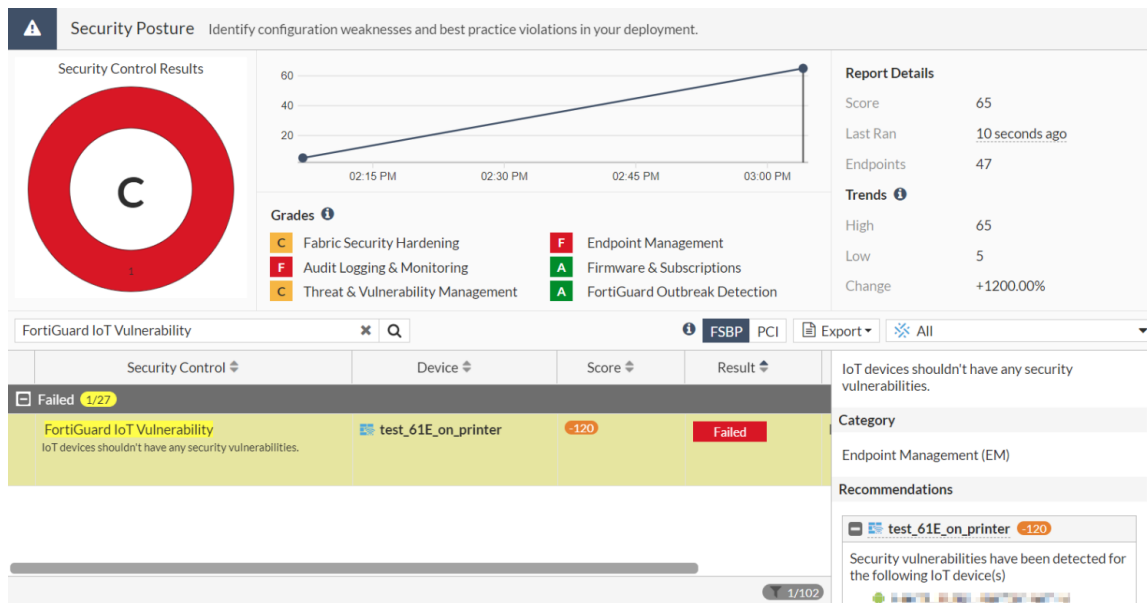 Security Posture Identify configuration weaknesses and best practice violations in your deployment.
Security Control Results
C
1
60
40
20
02:15 PM 02:30 PM 02:45 PM 03:00 PM
Grades
C Fabric Security Hardening
F Audit Logging & Monitoring
C Threat & Vulnerability Management
F Endpoint Management
A Firmware & Subscriptions
A FortiGuard Outbreak Detection
Report Details
Score 65
Last Ran 10 seconds ago
Endpoints 47
Trends
High 65
Low 5
Change +1200.00%
FortiGuard IoT Vulnerability
FSBP PCI Export All
Security Control Device Score Result
Failed 1/27
FortiGuard IoT Vulnerability test_61E_on_printer -120 Failed
IoT devices shouldn't have any security vulnerabilities.
1/102
IoT devices shouldn't have any security
vulnerabilities.
Category
Endpoint Management (EM)
Recommendations
test_61E_on_printer -120
Security vulnerabilities have been detected for
the following IoT device(s)